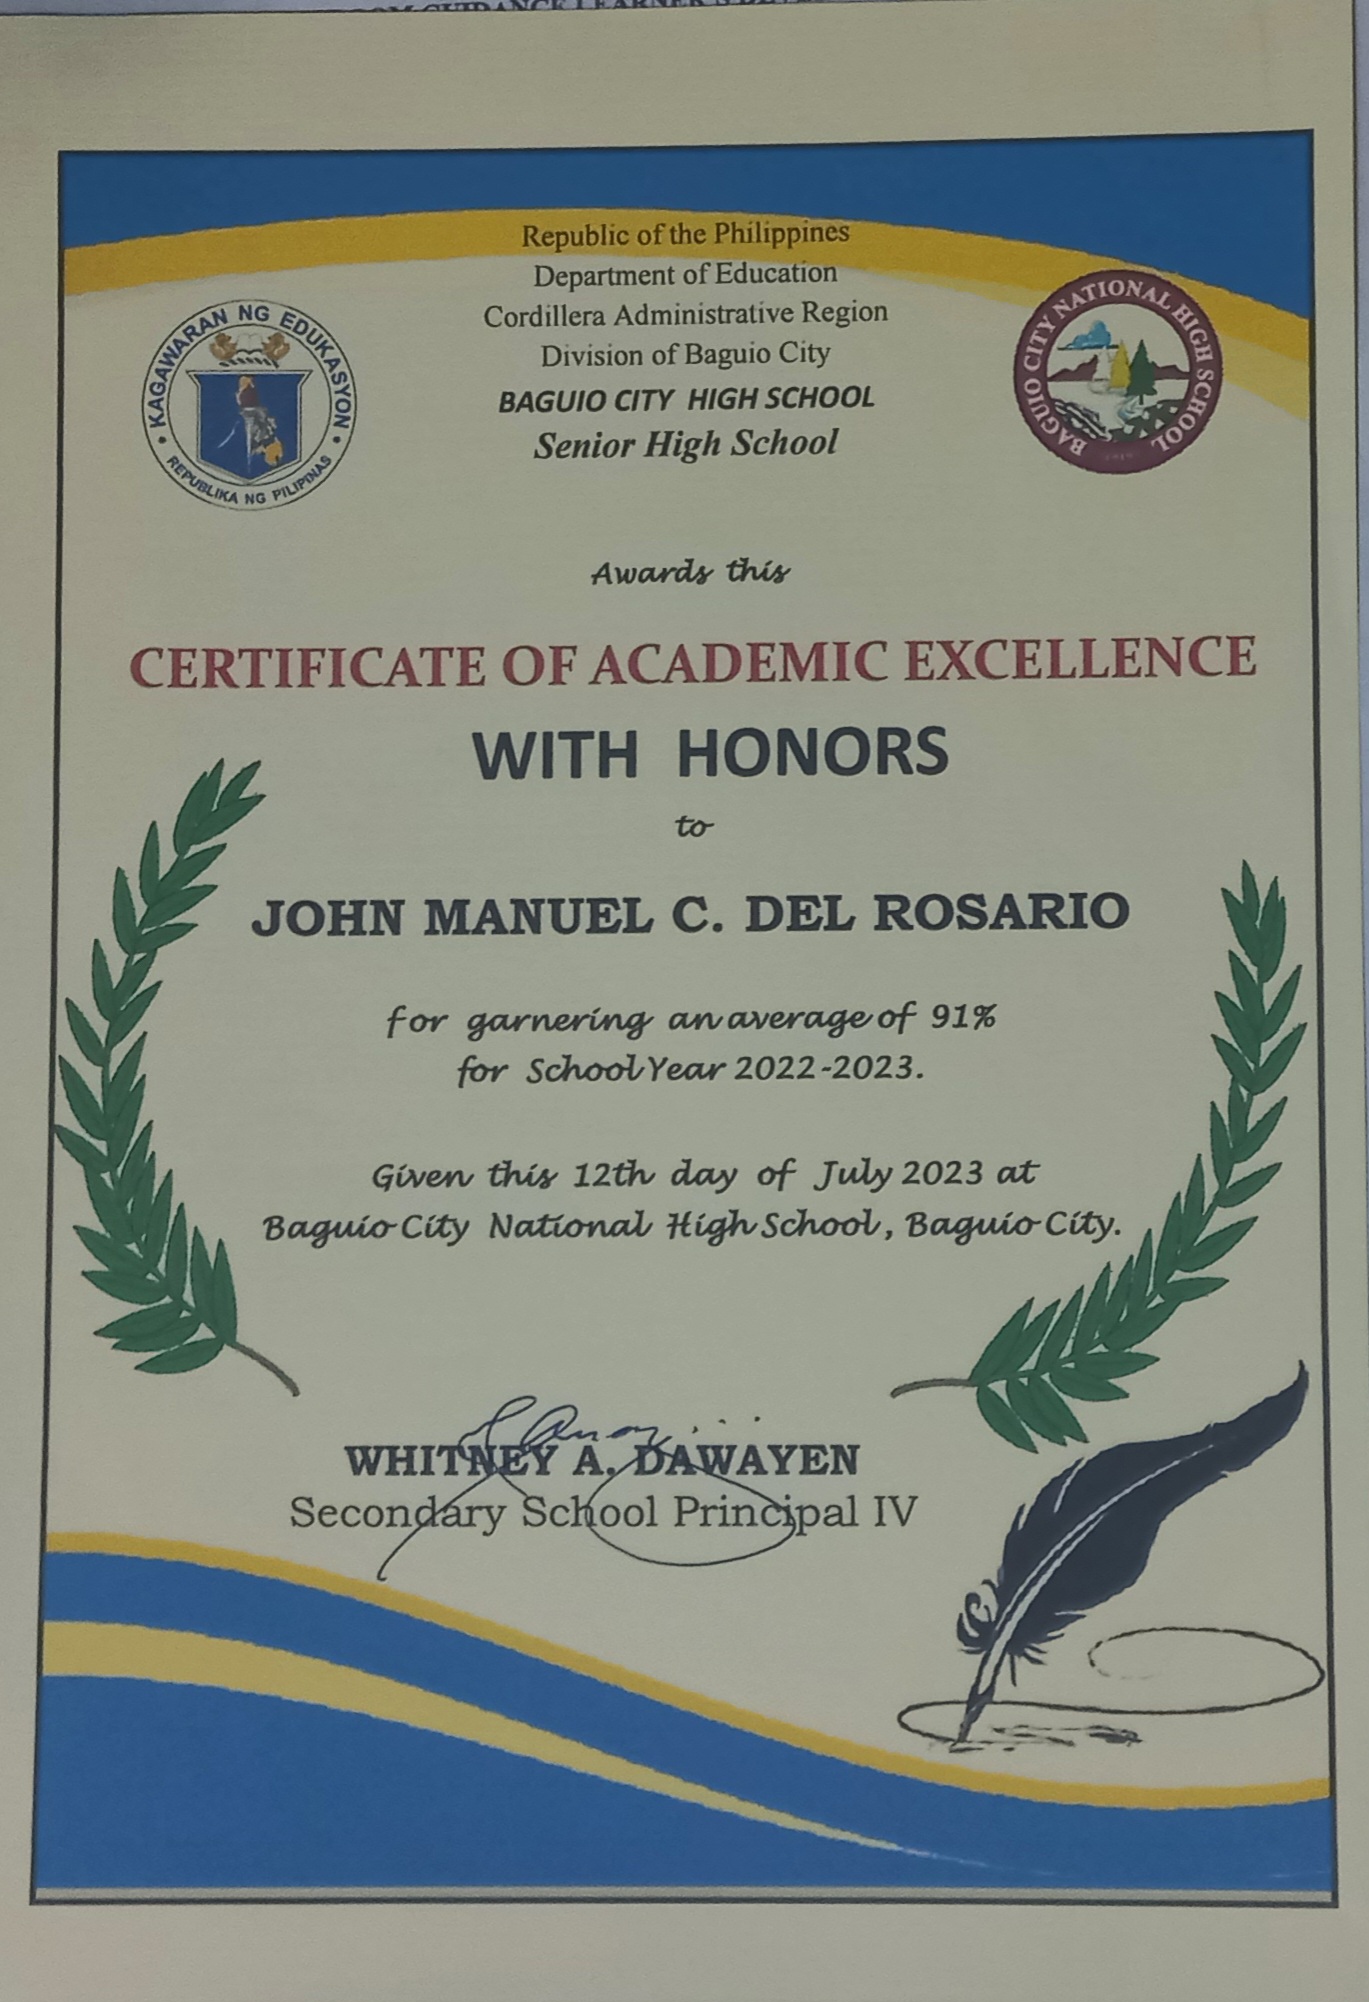 Republic of the Philippines
Department of Education
Cordillera Administrative Region
Division of Baguio City
BAGUIO CITY HIGH SCHOOL
Senior High School
KAGAWARAN NG EDUKASYON
REPUBLIKA NG PILIPINAS
BAGUIO CITY NATIONAL HIGH SCHOOL
Awards this
CERTIFICATE OF ACADEMIC EXCELLENCE
WITH HONORS
to
JOHN MANUEL C. DEL ROSARIO
for garnering an average of 91%
for School Year 2022-2023.
Given this 12th day of July 2023 at
Baguio City National High School, Baguio City.
WHITNEY A. DAWAYEN
Secondary School Principal IV